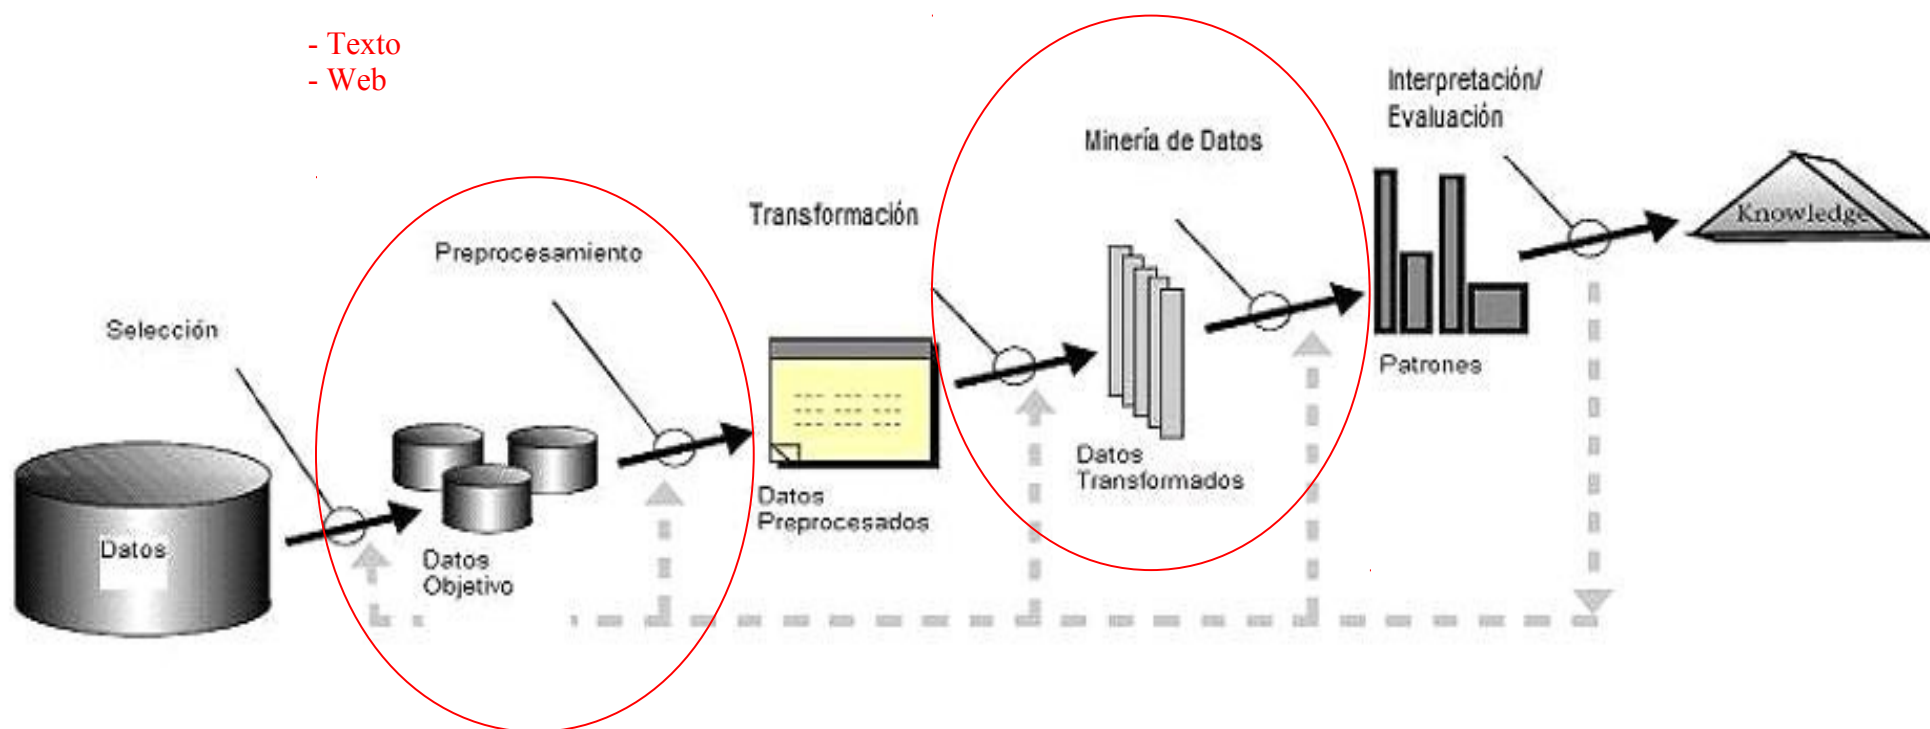 - Texto
- Web
Selección
Preprocesamiento
Transformación
Minería de Datos
Interpretación/
Evaluación
Datos
Datos
Objetivo
Datos
Preprocesados
Datos
Transformados
Patrones
Knowledge